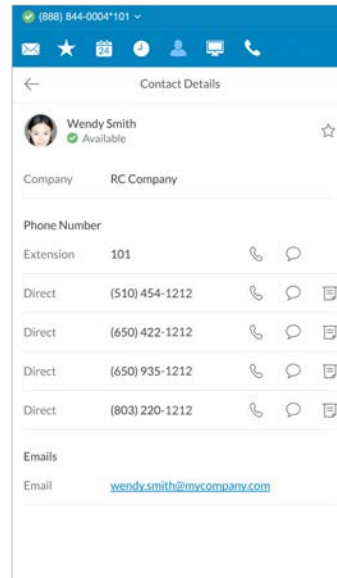 (888) 844-0004*101
24
Contact Details
Wendy Smith
Available
Company RC Company
Phone Number
Extension 101
Direct (510) 454-1212
Direct (650) 422-1212
Direct (650) 935-1212
Direct (803) 220-1212
Emails
Email wendy.smith@mycompany.com